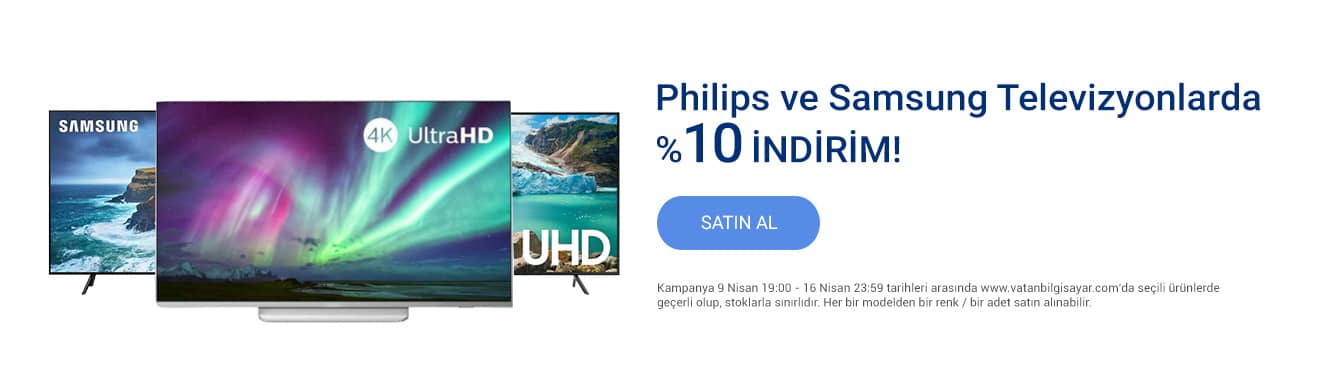 SAMSUNG
4K UltraHD
UHD
Philips ve Samsung Televizyonlarda
%10 İNDİRİM!
SATIN AL
Kampanya 9 Nisan 19:00 - 16 Nisan 23:59 tarihleri arasında www.vatanbilgisayar.com'da seçili ürünlerde
geçerli olup, stoklarla sınırlıdır. Her bir modelden bir renk / bir adet satın alınabilir.